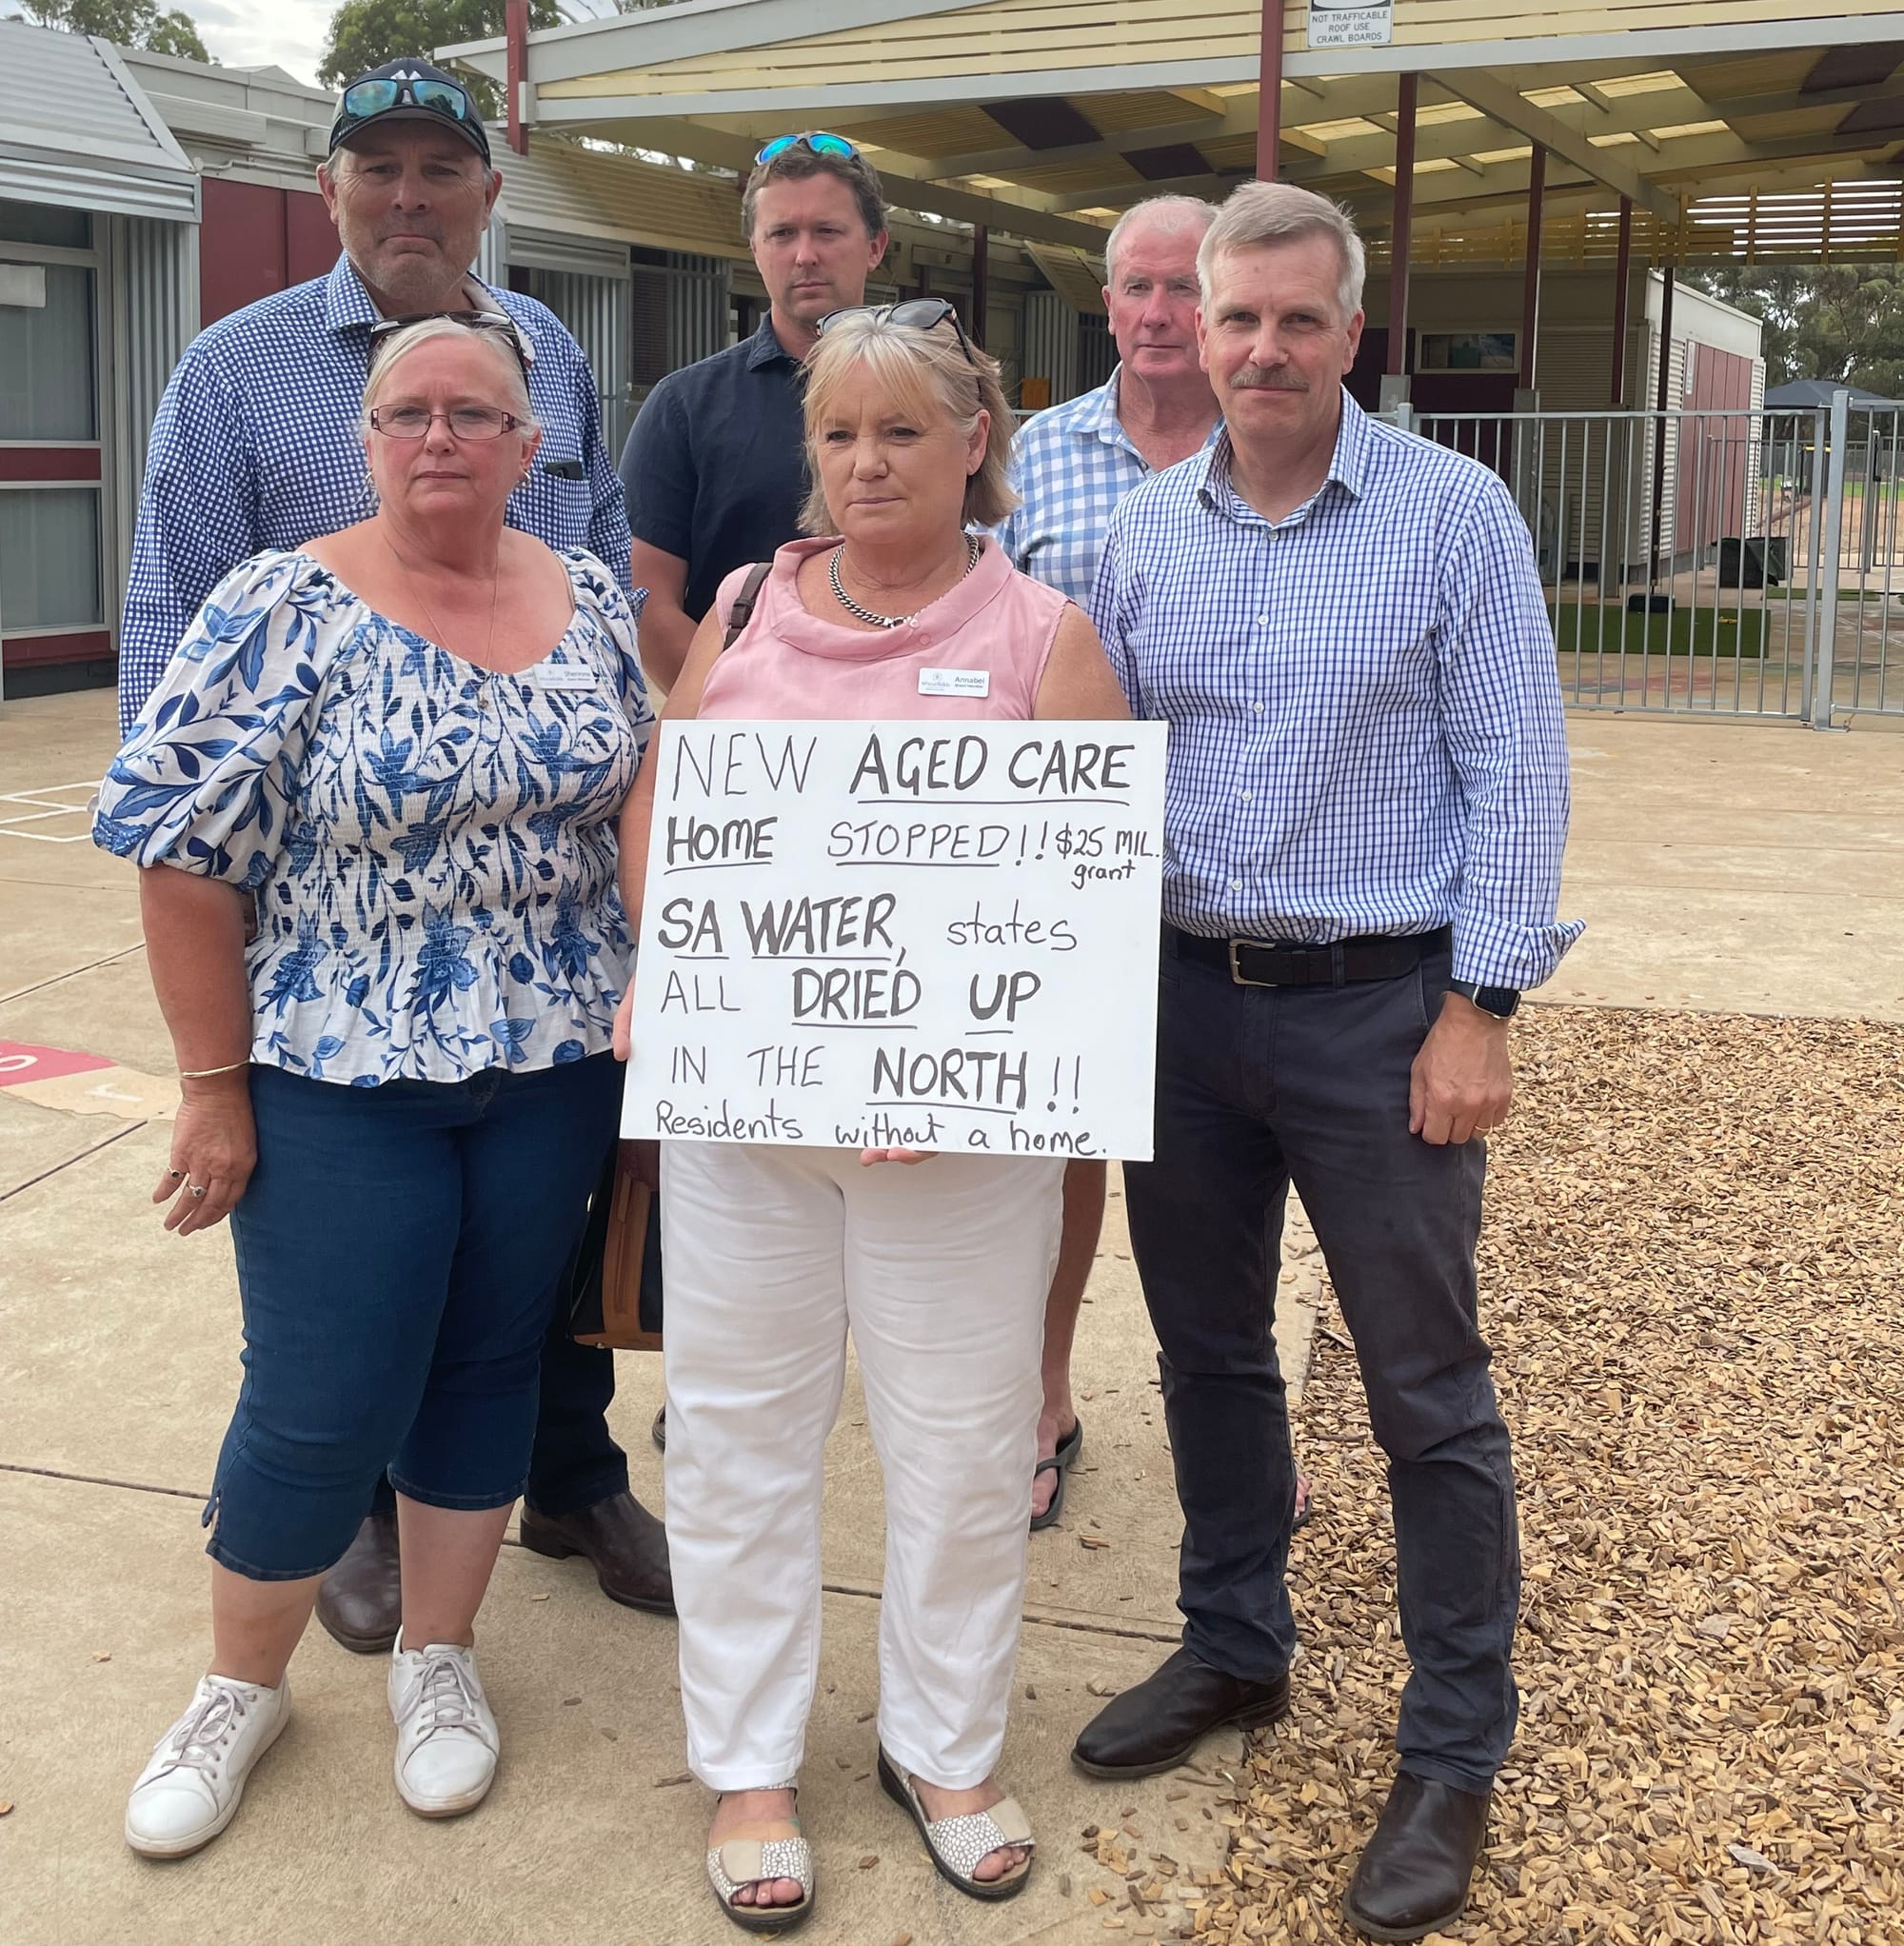 NOT TRAFFICABLE
ROOF USE
CRAWL BOARDS
Annabel
NEW AGED CARE
HOME STOPPED!! $25 MIL.
grant
SA WATER, states
ALL DRIED UP
IN THE NORTH!!
Residents without a home.